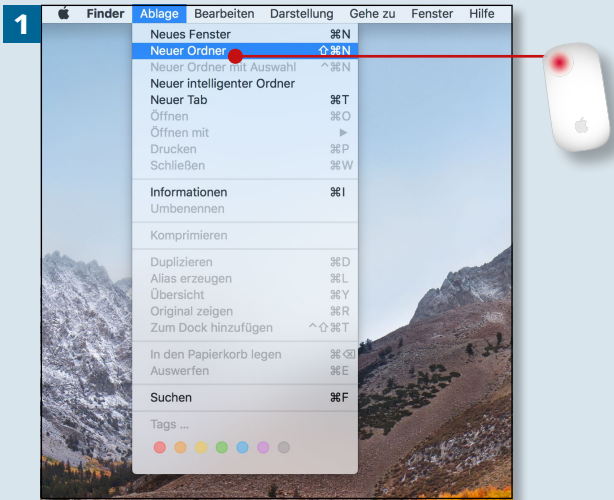 1
Finder Ablage Bearbeiten Darstellung Gehe zu Fenster Hilfe
Neues Fenster ⌘N
Neuer Ordner ⇧⌘N
Neuer Ordner mit Auswahl ^⌘N
Neuer intelligenter Ordner
Neuer Tab ⌘T
Öffnen ⌘O
Öffnen mit ▶
Drucken ⌘P
Schließen ⌘W
Informationen ⌘I
Umbenennen
Komprimieren
Duplizieren ⌘D
Alias erzeugen ⌘L
Übersicht ⌘Y
Original zeigen ⌘R
Zum Dock hinzufügen ^⇧⌘T
In den Papierkorb legen ⌘⌫
Auswerfen ⌘E
Suchen ⌘F
Tags ...